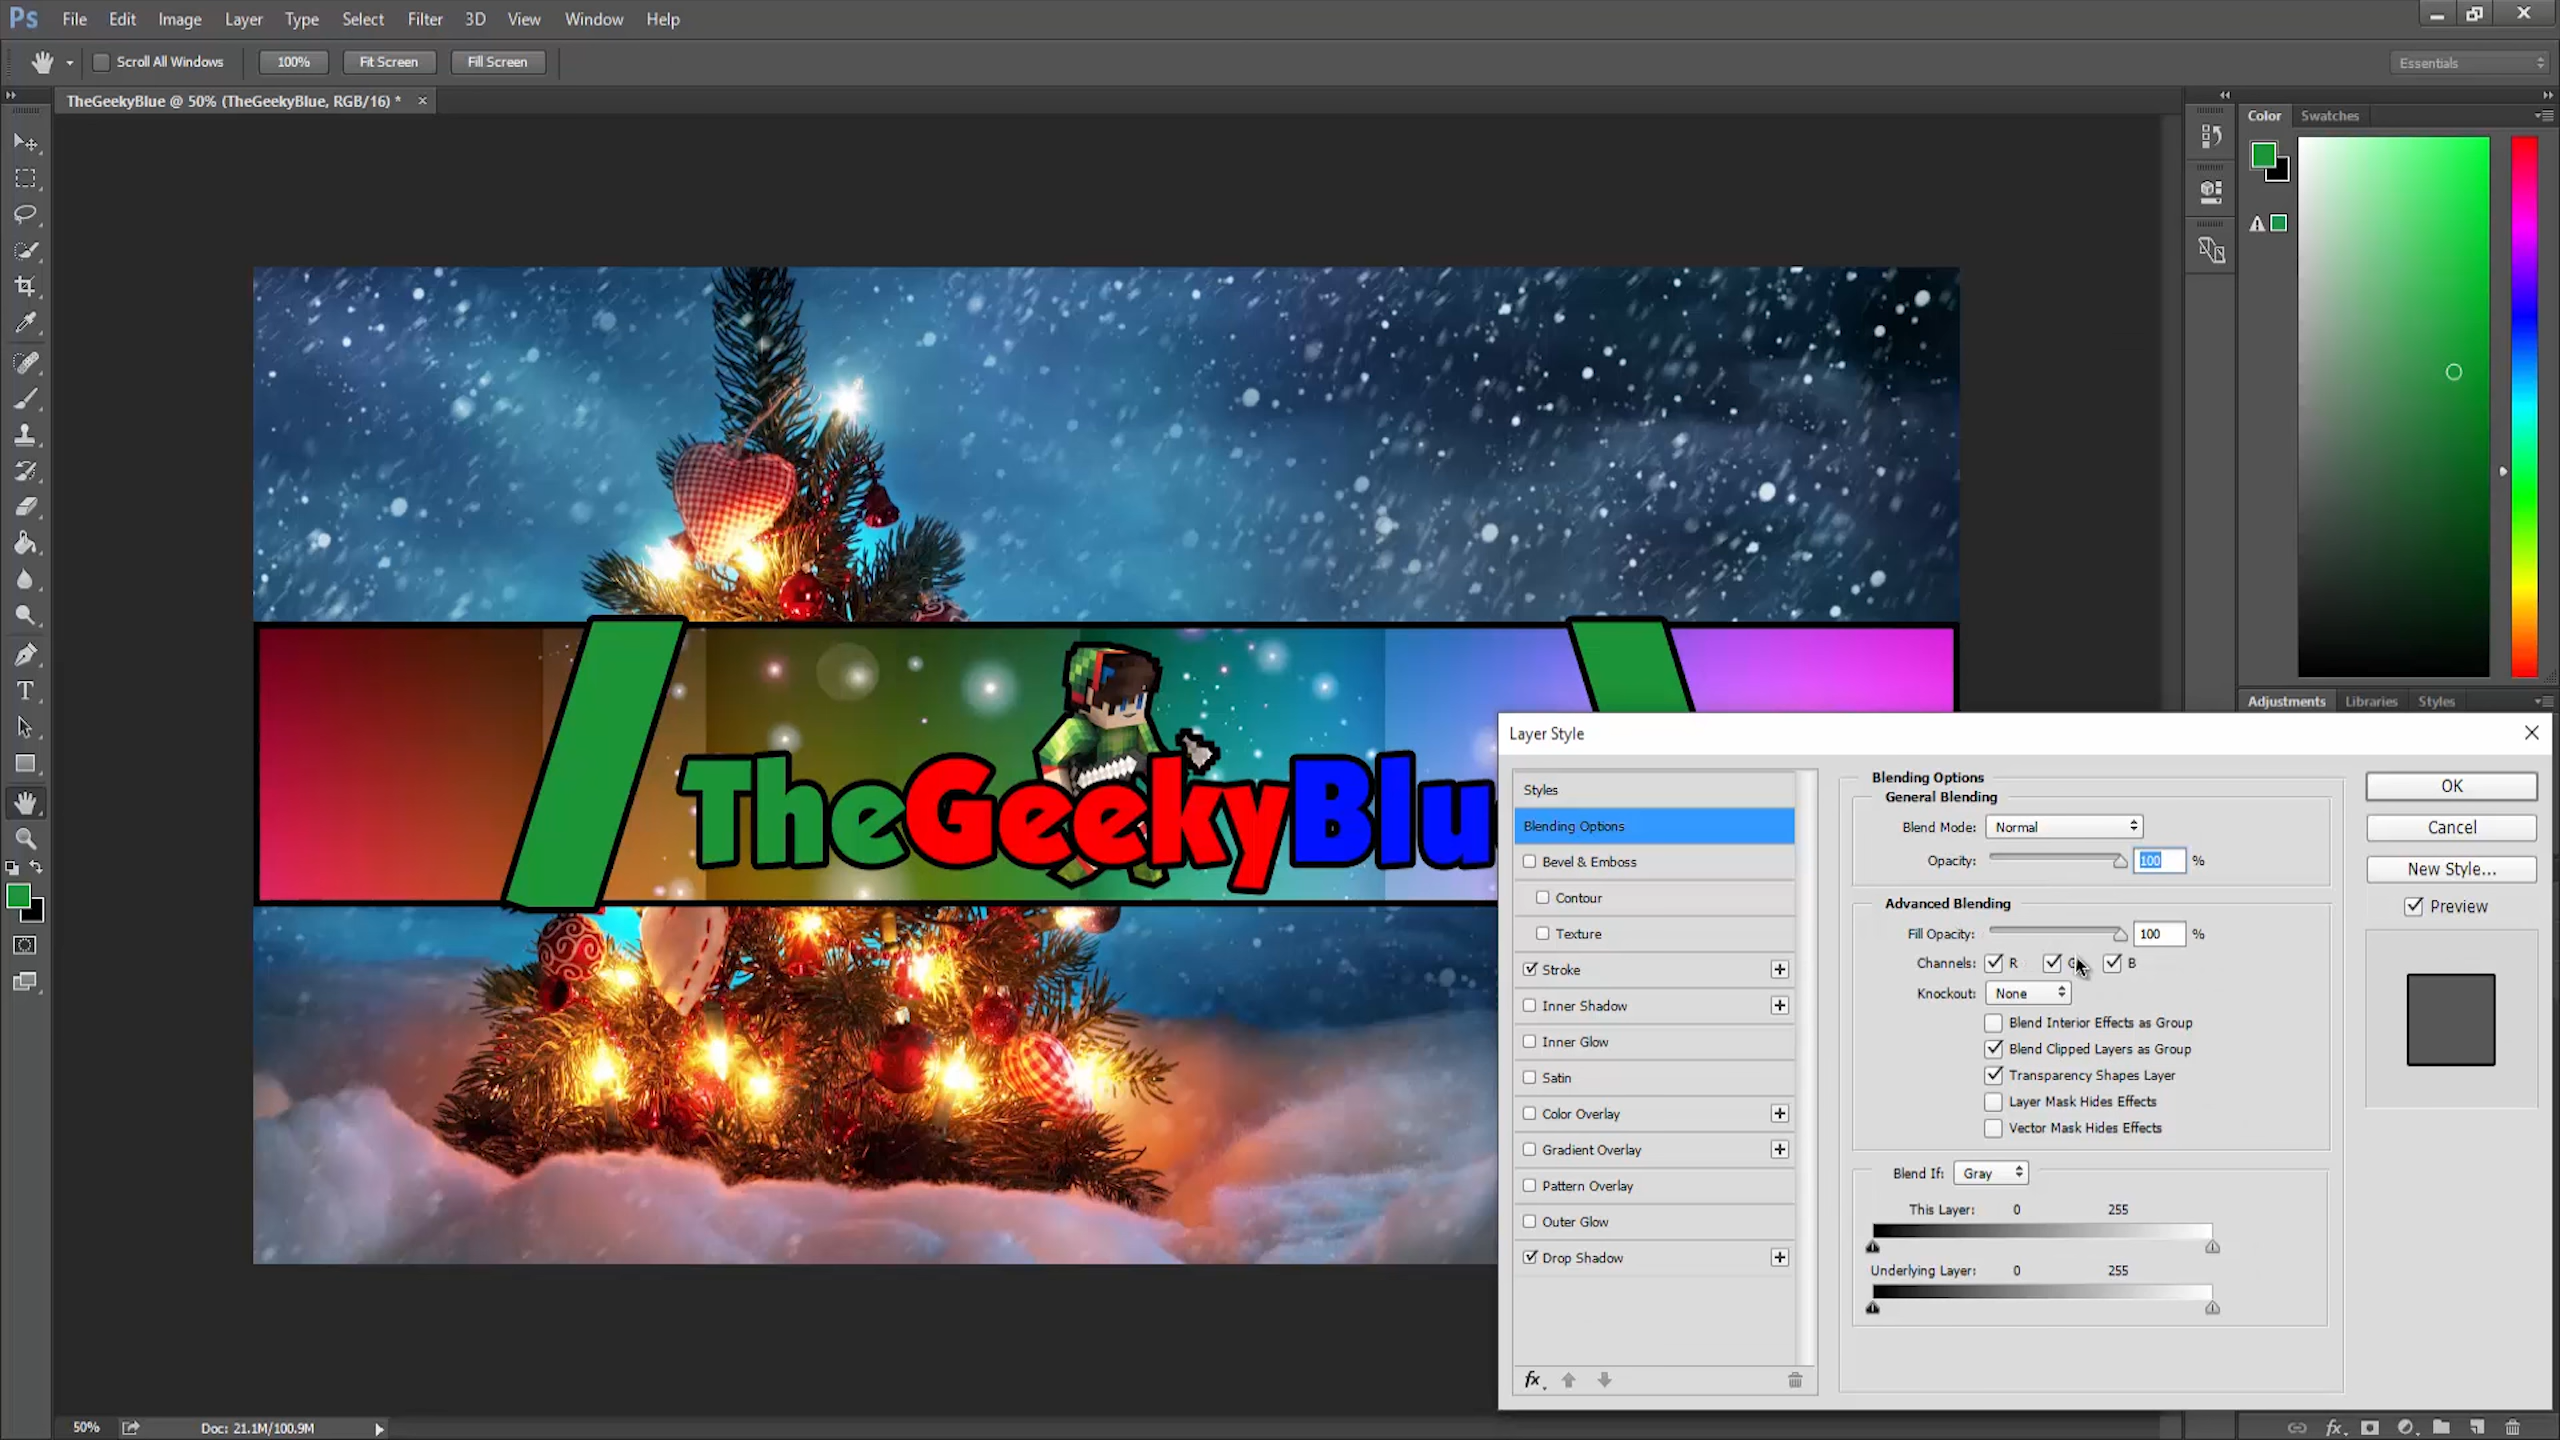 Ps File Edit Image Layer Type Select Filter 3D View Window Help
Scroll All Windows 100% Fit Screen Fill Screen Essentials
TheGeekyBlue @ 50% (TheGeekyBlue, RGB/16) *
Color Swatches
Adjustments Libraries Styles
TheGeekyBlu
Layer Style
Styles
Blending Options
Bevel & Emboss
Contour
Texture
Stroke
Inner Shadow
Inner Glow
Satin
Color Overlay
Gradient Overlay
Pattern Overlay
Outer Glow
Drop Shadow
fx
Blending Options
General Blending
Blend Mode: Normal
Opacity: 100 %
Advanced Blending
Fill Opacity: 100 %
Channels: R B
Knockout: None
Blend Interior Effects as Group
Blend Clipped Layers as Group
Transparency Shapes Layer
Layer Mask Hides Effects
Vector Mask Hides Effects
Blend If: Gray
This Layer: 0 255
Underlying Layer: 0 255
OK
Cancel
New Style...
Preview
50% Doc: 21.1M/100.9M
fx